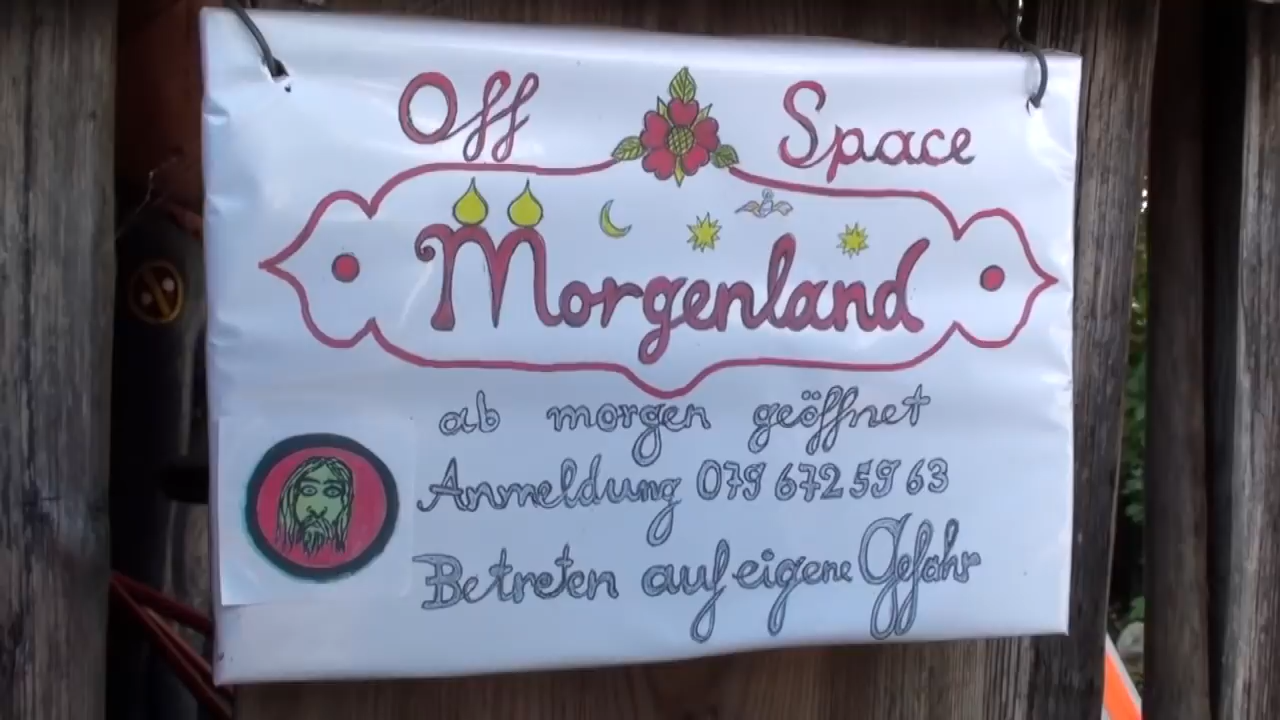 Off Space
Morgenland
ab morgen geöffnet
Anmeldung 079 672 59 63
Betreten auf eigene Gefahr